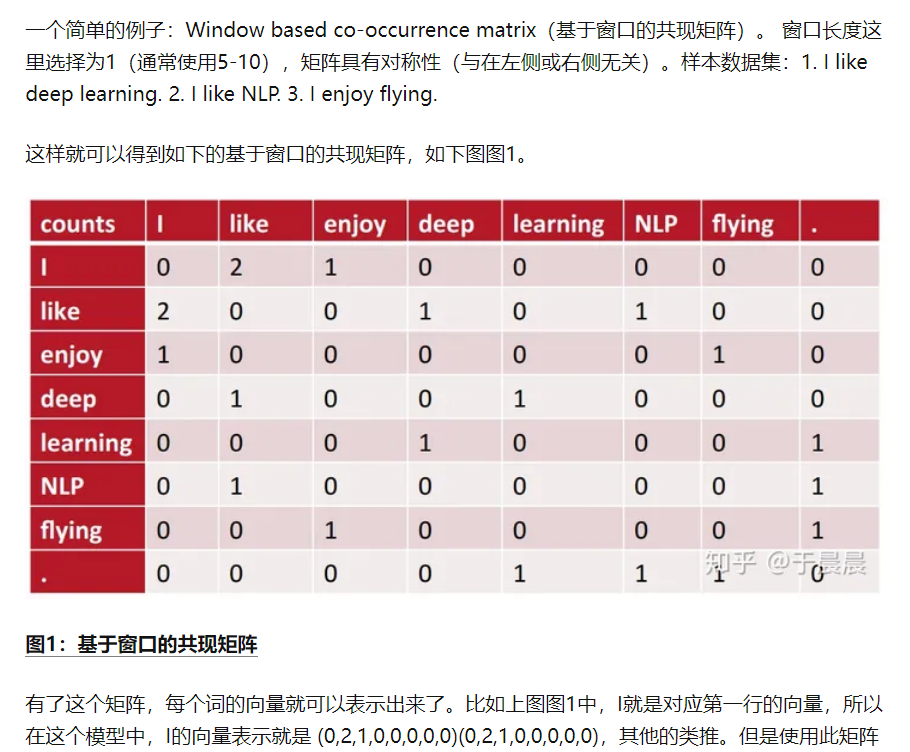 一个简单的例子：Window based co-occurrence matrix（基于窗口的共现矩阵）。 窗口长度这
里选择为1（通常使用5-10），矩阵具有对称性（与在左侧或右侧无关）。样本数据集：1. I like
deep learning. 2. I like NLP. 3. I enjoy flying.
这样就可以得到如下的基于窗口的共现矩阵，如下图图1。
counts I like enjoy deep learning NLP flying .
I 0 2 1 0 0 0 0 0
like 2 0 0 1 0 1 0 0
enjoy 1 0 0 0 0 0 1 0
deep 0 1 0 0 1 0 0 0
learning 0 0 0 1 0 0 0 1
NLP 0 1 0 0 0 0 0 1
flying 0 0 1 0 0 0 0 1
. 0 0 0 0 1 1 1 0
知乎 @于晨晨
图1：基于窗口的共现矩阵
有了这个矩阵，每个词的向量就可以表示出来了。比如上图图1中，I就是对应第一行的向量，所以
在这个模型中，I的向量表示就是 (0,2,1,0,0,0,0,0)(0,2,1,0,0,0,0,0)，其他的类推。但是使用此矩阵